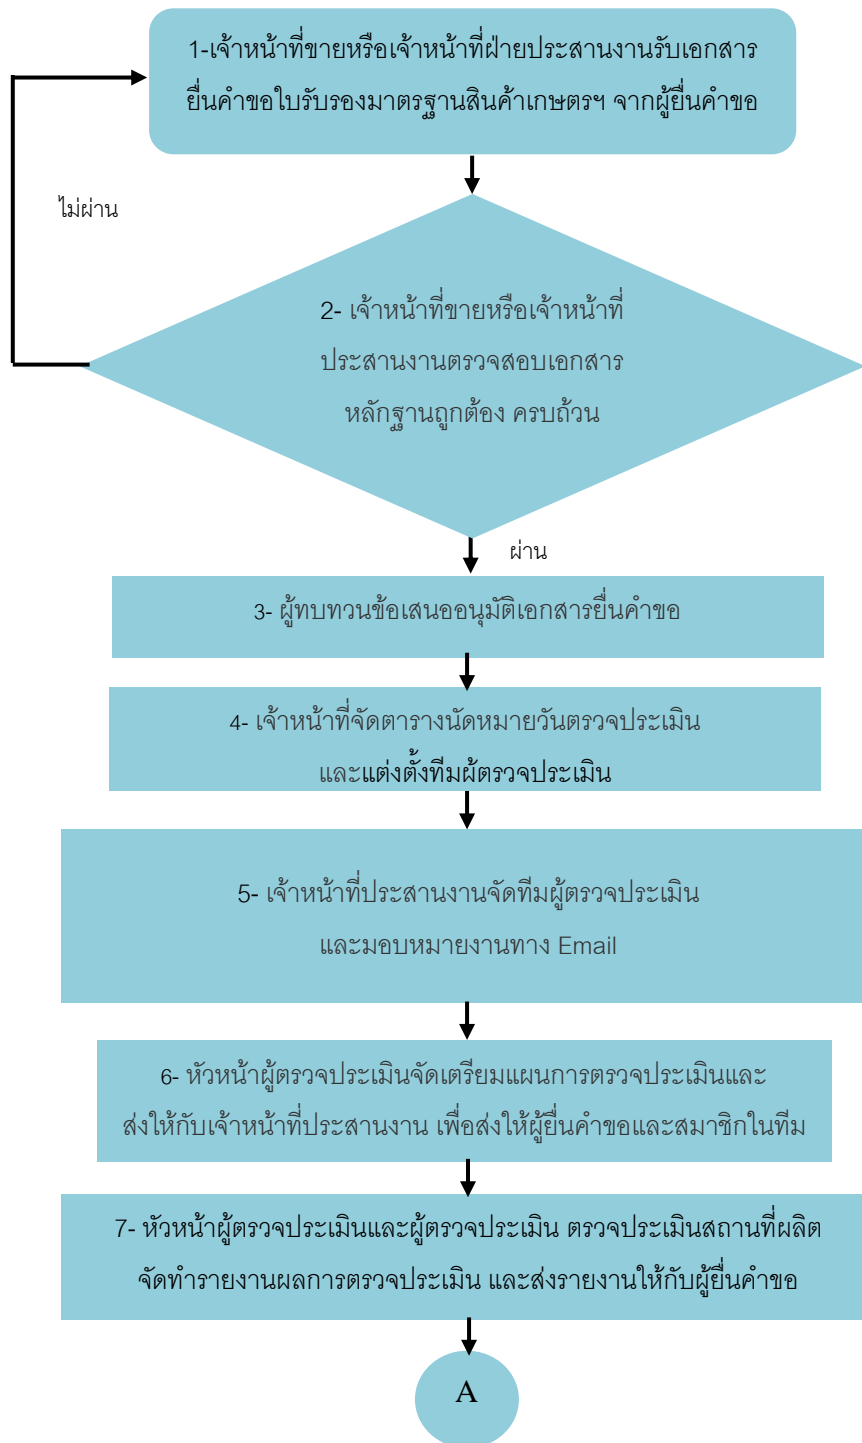 1-เจ้าหน้าที่ขายหรือเจ้าหน้าที่ฝ่ายประสานงานรับเอกสาร
ยื่นคำขอใบรับรองมาตรฐานสินค้าเกษตรฯ จากผู้ยื่นคำขอ
ไม่ผ่าน
2- เจ้าหน้าที่ขายหรือเจ้าหน้าที่
ประสานงานตรวจสอบเอกสาร
หลักฐานถูกต้อง ครบถ้วน
ผ่าน
3- ผู้ทบทวนข้อเสนออนุมัติเอกสารยื่นคำขอ
4- เจ้าหน้าที่จัดตารางนัดหมายวันตรวจประเมิน
และแต่งตั้งทีมผู้ตรวจประเมิน
5- เจ้าหน้าที่ประสานงานจัดทีมผู้ตรวจประเมิน
และมอบหมายงานทาง Email
6- หัวหน้าผู้ตรวจประเมินจัดเตรียมแผนการตรวจประเมินและ
ส่งให้กับเจ้าหน้าที่ประสานงาน เพื่อส่งให้ผู้ยื่นคำขอและสมาชิกในทีม
7- หัวหน้าผู้ตรวจประเมินและผู้ตรวจประเมิน ตรวจประเมินสถานที่ผลิต
จัดทำรายงานผลการตรวจประเมิน และส่งรายงานให้กับผู้ยื่นคำขอ
A